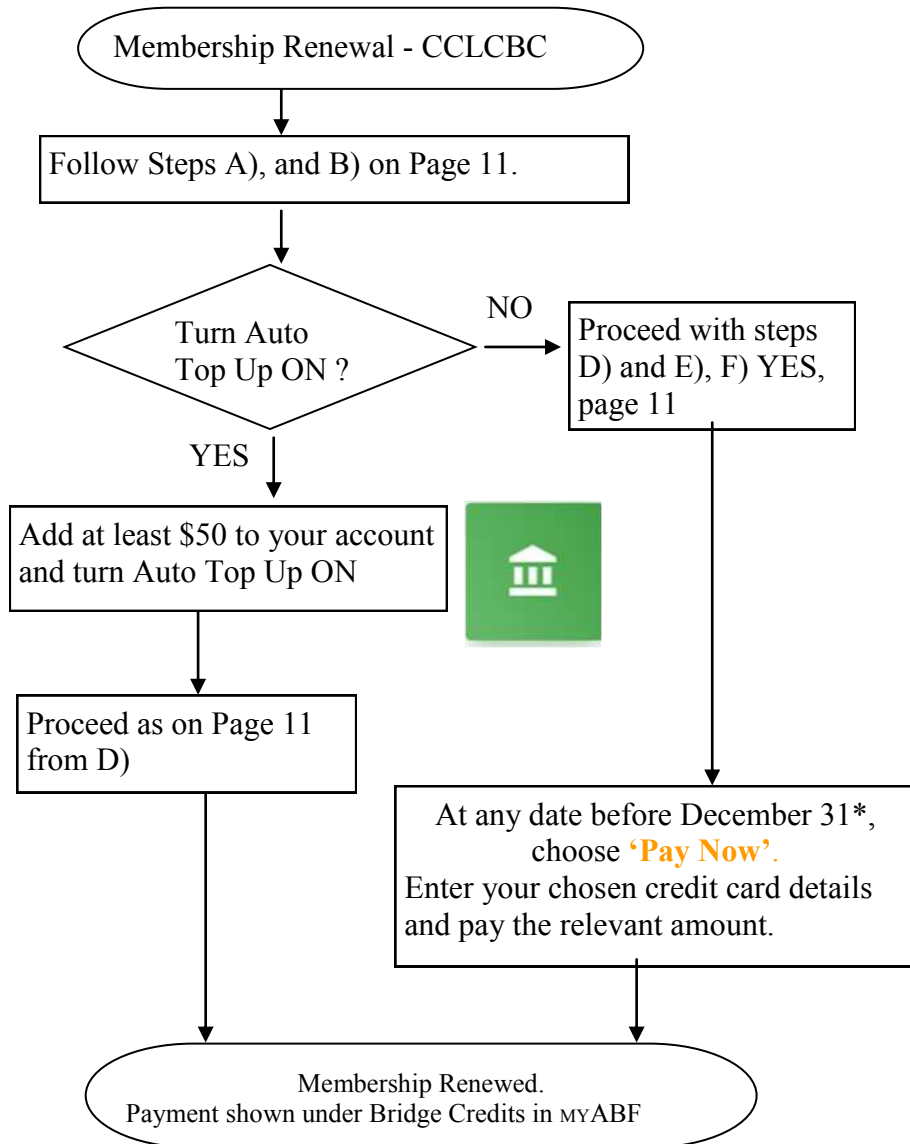 Membership Renewal - CCLCBC
Follow Steps A), and B) on Page 11.
Turn Auto
Top Up ON ?
NO
Proceed with steps
D) and E), F) YES,
page 11
YES
Add at least $50 to your account
and turn Auto Top Up ON
Proceed as on Page 11
from D)
At any date before December 31*,
choose ‘Pay Now’.
Enter your chosen credit card details
and pay the relevant amount.
Membership Renewed.
Payment shown under Bridge Credits in MYABF